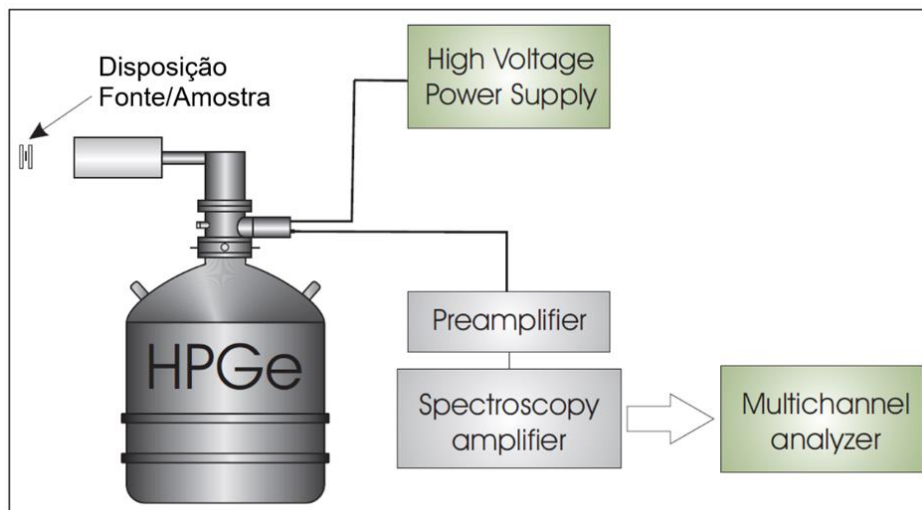 Disposição
Fonte/Amostra
High Voltage
Power Supply
HPGe
Preamplifier
Spectroscopy
amplifier
Multichannel
analyzer